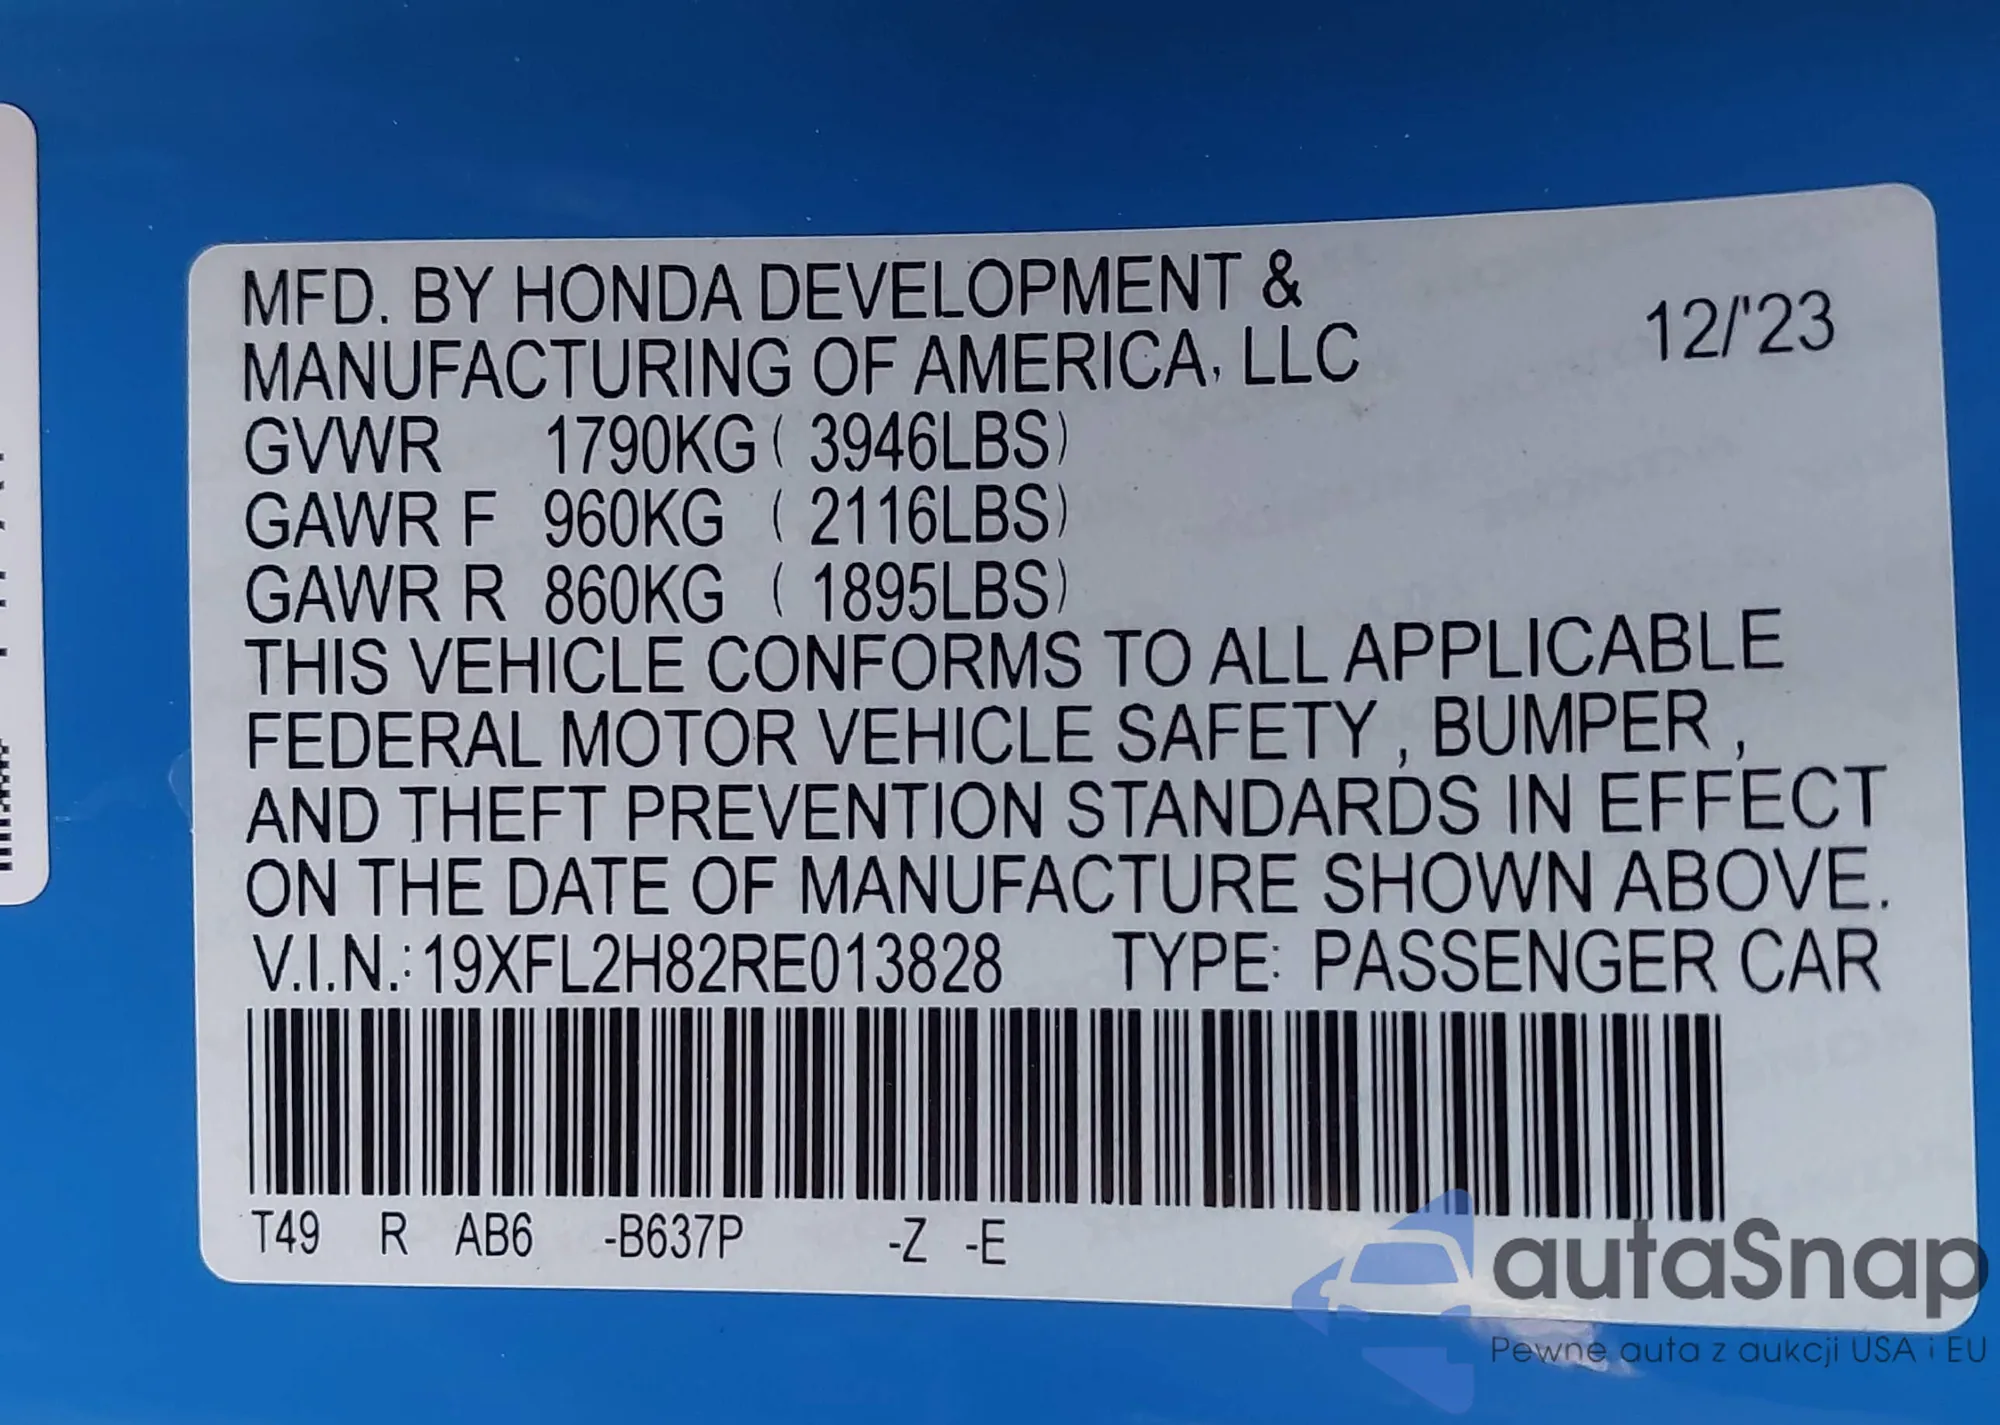 MFD. BY HONDA DEVELOPMENT &
MANUFACTURING OF AMERICA, LLC
12/'23
GVWR 1790KG ( 3946LBS)
GAWR F 960KG ( 2116LBS)
GAWR R 860KG ( 1895LBS)
THIS VEHICLE CONFORMS TO ALL APPLICABLE
FEDERAL MOTOR VEHICLE SAFETY , BUMPER ,
AND THEFT PREVENTION STANDARDS IN EFFECT
ON THE DATE OF MANUFACTURE SHOWN ABOVE.
V.I.N.: 19XFL2H82RE013828 TYPE: PASSENGER CAR
T49 R AB6 -B637P -Z -E
autaSnap
Pewne auta z aukcji USA i EU